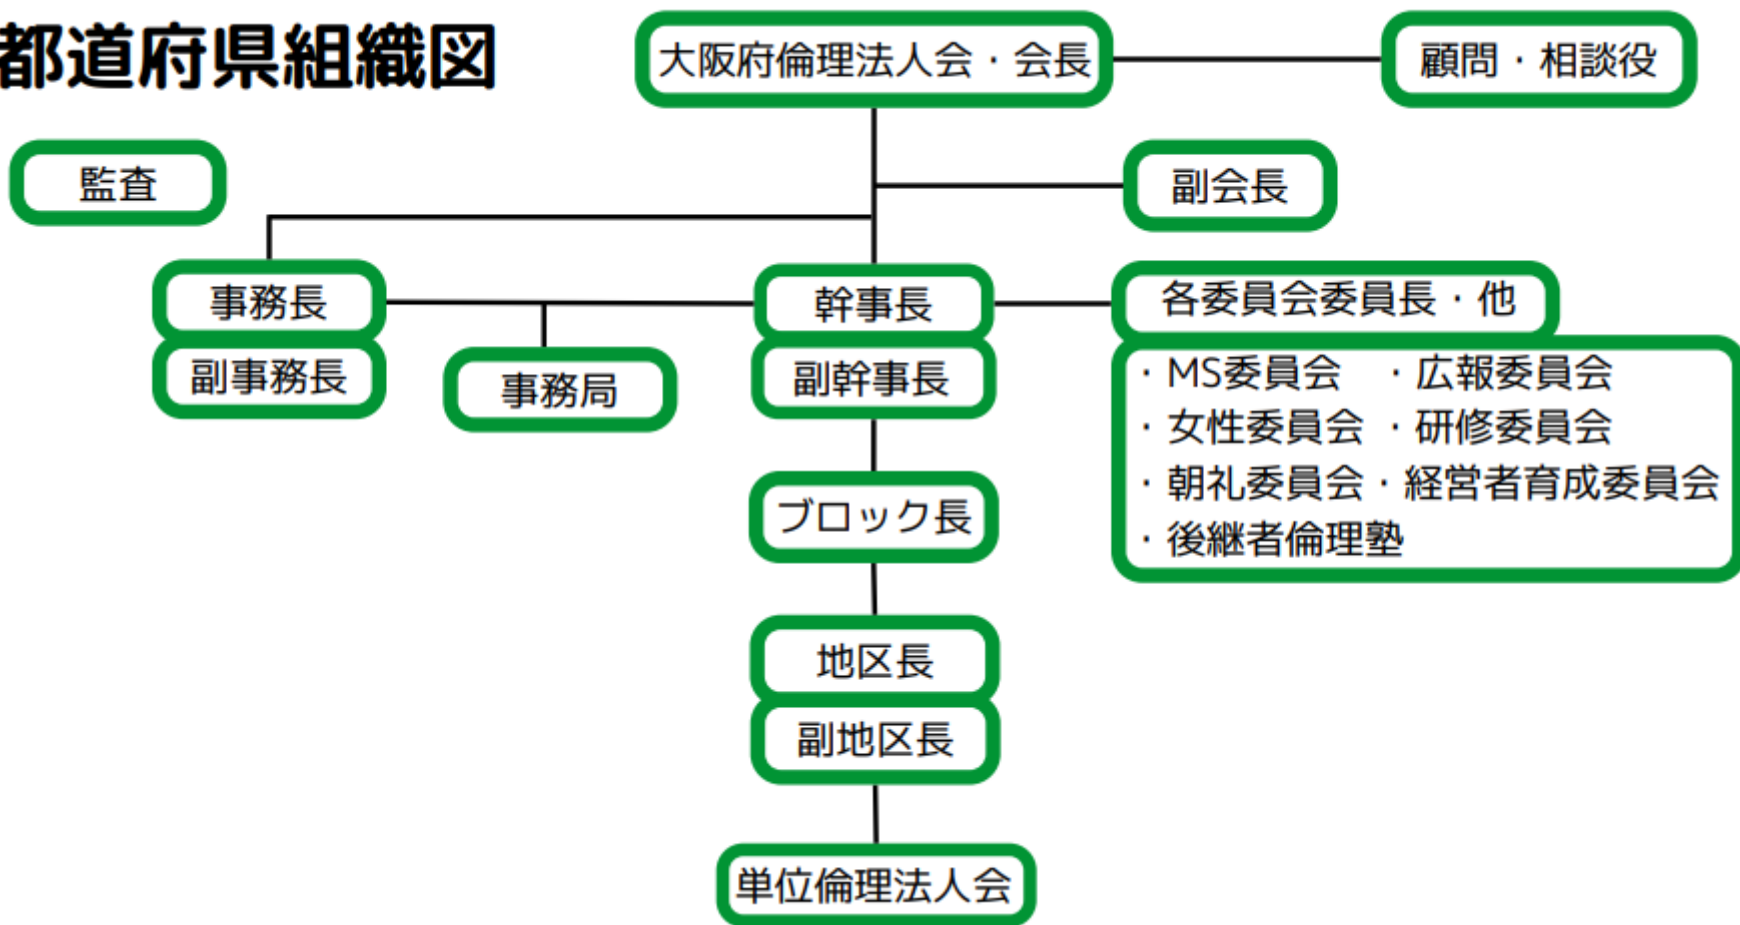 都道府県組織図
大阪府倫理法人会・会長
顧問・相談役
監査
副会長
事務長
幹事長
各委員会委員長・他
副事務長
事務局
副幹事長
・MS委員会　・広報委員会
・女性委員会 ・研修委員会
・朝礼委員会・経営者育成委員会
・後継者倫理塾
ブロック長
地区長
副地区長
単位倫理法人会